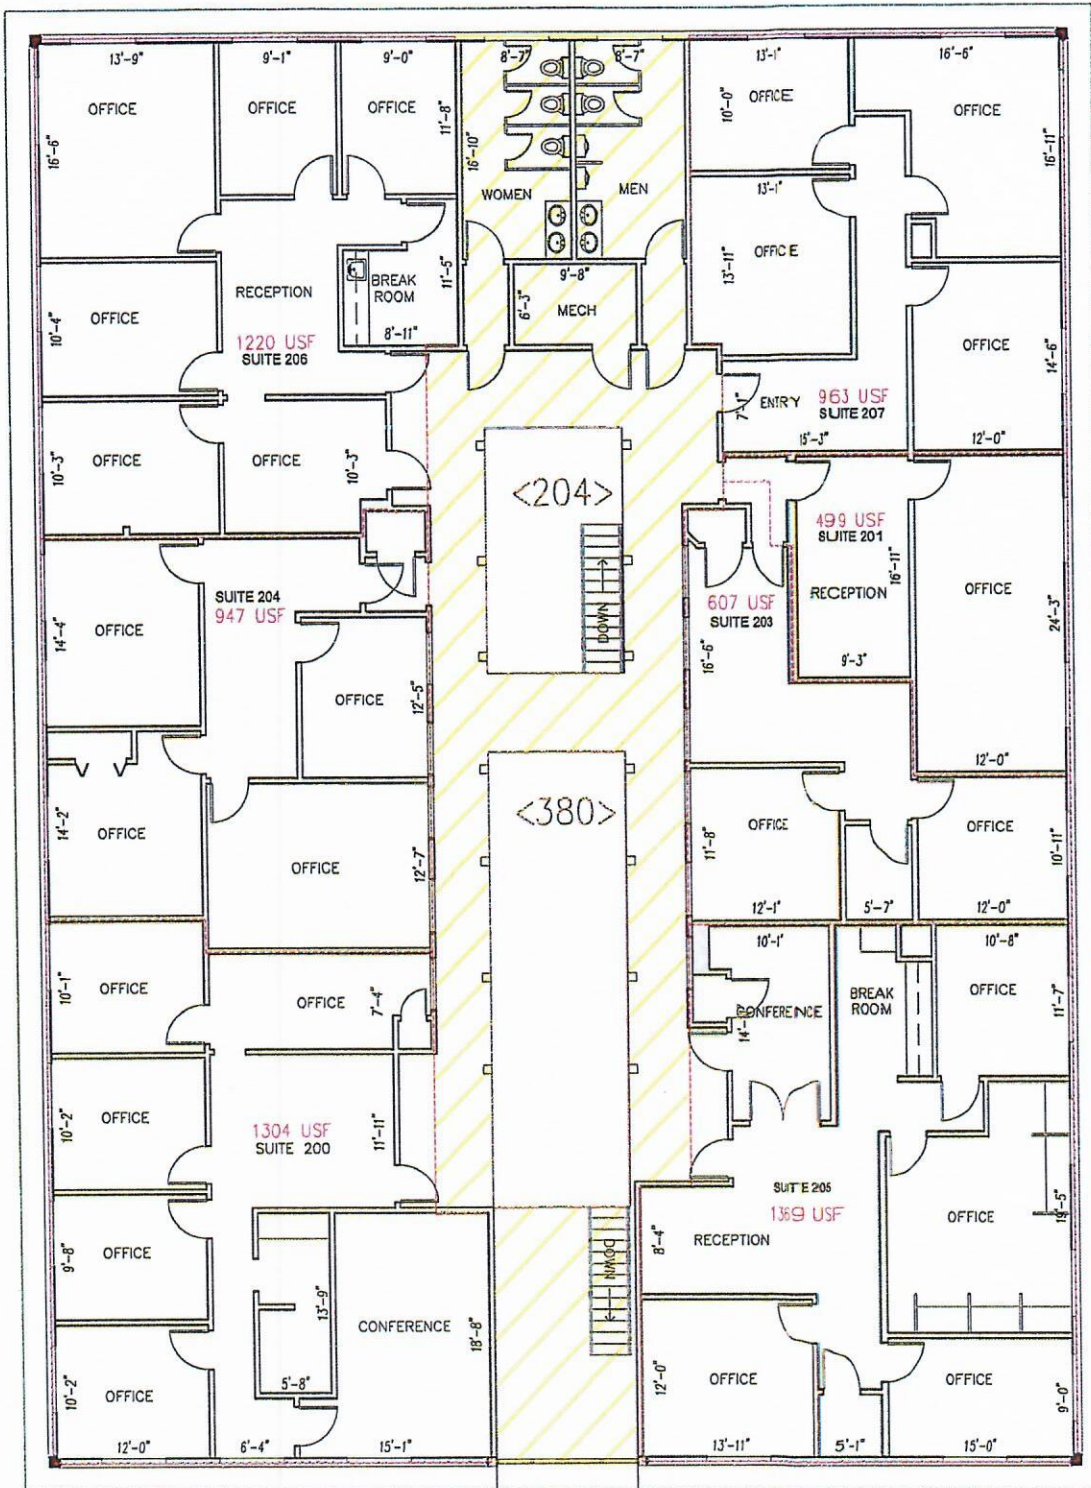 13'-9"
9'-1"
9'-0"
8'-7"
8'-7"
13'-1"
16'-6"
OFFICE
OFFICE
OFFICE
OFFICE
OFFICE
16'-6"
11'-8"
16'-10"
10'-0"
16'-11"
WOMEN
MEN
13'-1"
OFFICE
13'-11"
RECEPTION
BREAK
ROOM
11'-5"
8'-11"
9'-8"
6'-3"
MECH
OFFICE
10'-4"
1220 USF
SUITE 206
OFFICE
14'-6"
12'-0"
ENTRY
7'-1"
963 USF
SUITE 207
15'-3"
OFFICE
10'-3"
OFFICE
10'-3"
<204>
DOWN
499 USF
SUITE 201
16'-11"
RECEPTION
9'-3"
OFFICE
24'-3"
12'-0"
SUITE 204
947 USF
OFFICE
14'-4"
607 USF
SUITE 203
16'-6"
OFFICE
12'-5"
<380>
OFFICE
14'-2"
OFFICE
12'-7"
OFFICE
11'-8"
12'-1"
5'-7"
OFFICE
10'-11"
12'-0"
OFFICE
10'-1"
OFFICE
7'-4"
10'-1'
CONFERENCE
BREAK
ROOM
10'-8"
OFFICE
11'-7"
OFFICE
10'-2"
1304 USF
SUITE 200
11'-11"
SUITE 205
1369 USF
RECEPTION
8'-4"
OFFICE
19'-5"
OFFICE
9'-8"
DOWN
13'-9"
5'-8"
CONFERENCE
18'-8"
15'-1"
OFFICE
10'-2"
12'-0"
6'-4"
OFFICE
12'-0"
13'-11"
5'-1"
OFFICE
9'-0"
15'-0"